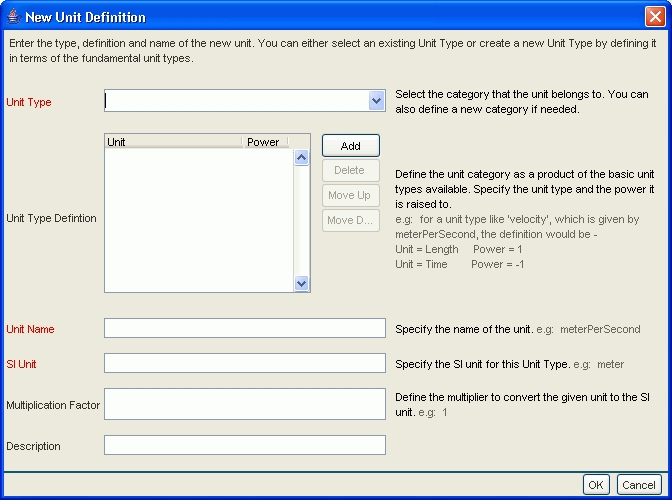 New Unit Definition
Enter the type, definition and name of the new unit. You can either select an existing Unit Type or create a new Unit Type by defining it
in terms of the fundamental unit types.
Unit Type
Select the category that the unit belongs to. You can
also define a new category if needed.
Unit Power
Add
Delete
Move Up
Move D...
Unit Type Defintion
Define the unit category as a product of the basic unit
types available. Specify the unit type and the power it
is raised to.
e.g: for a unit type like 'velocity', which is given by
meterPerSecond, the definition would be -
Unit = Length Power = 1
Unit = Time Power = -1
Unit Name
Specify the name of the unit. e.g: meterPerSecond
SI Unit
Specify the SI unit for this Unit Type. e.g: meter
Multiplication Factor
Define the multiplier to convert the given unit to the SI
unit. e.g: 1
Description
OK Cancel